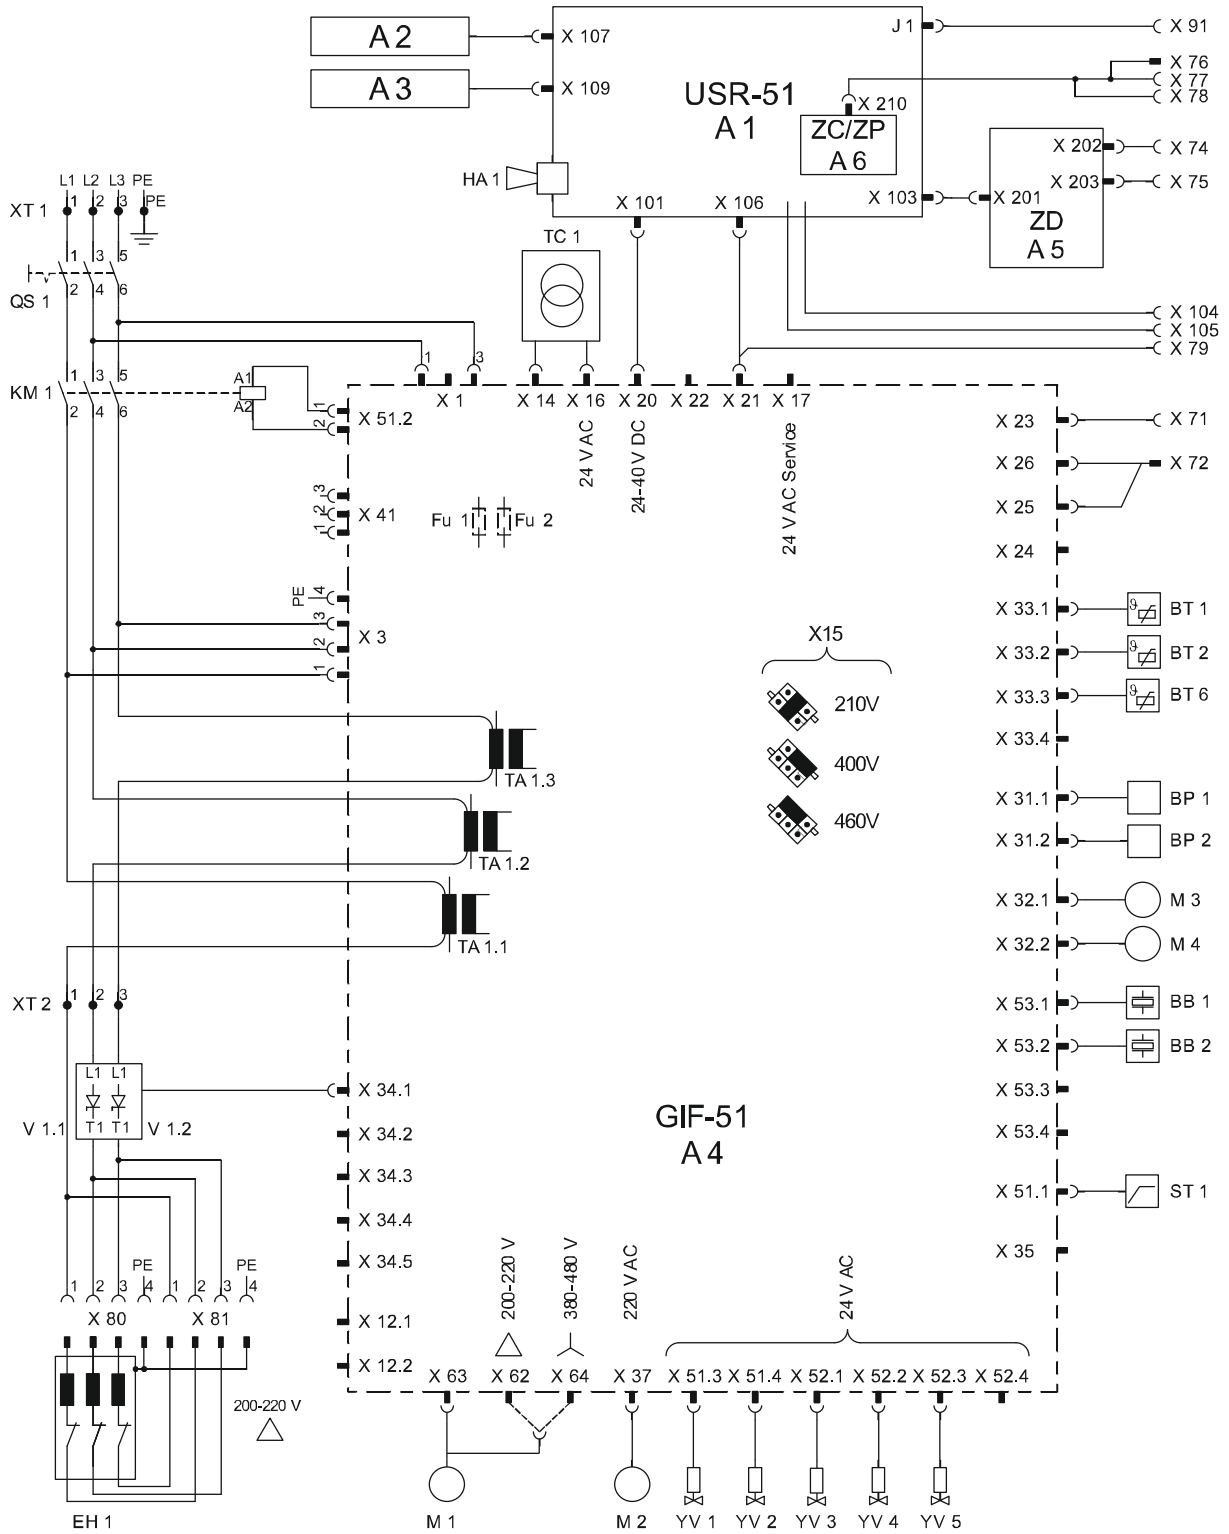 A 2
X 107
J 1
X 91
A 3
X 109
USR-51
A 1
X 76
X 77
X 78
X 210
ZC/ZP
A 6
X 202
X 74
X 203
X 75
HA 1
L1 L2 L3 PE
1 2 3 PE
XT 1
X 101
X 106
X 103
X 201
ZD
A 5
TC 1
1 3 5
2 4 6
QS 1
X 104
X 105
X 79
1 3
1 3 5
KM 1
2 4 6
A1
A2
1
2
X 51.2
X 1
X 14
X 16
X 20
X 22
X 21
X 17
24 V AC
24-40 V DC
24 V AC Service
X 23
X 71
X 26
X 72
X 25
X 24
3
2
1
X 41
Fu 1
Fu 2
PE
4
3
2
1
X 3
X 33.1
BT 1
X 33.2
BT 2
X 33.3
BT 6
X 33.4
ϑ
ϑ
ϑ
X15
210V
400V
460V
TA 1.3
TA 1.2
TA 1.1
X 31.1
BP 1
X 31.2
BP 2
X 32.1
M 3
X 32.2
M 4
XT 2
1 2 3
X 53.1
BB 1
X 53.2
BB 2
X 53.3
X 53.4
L1 L1
T1 T1
V 1.1
V 1.2
X 34.1
X 34.2
X 34.3
X 34.4
X 34.5
X 12.1
X 12.2
GIF-51
A 4
X 51.1
ST 1
X 35
PE
PE
1 2 3 4 1 2 3 4
X 80
X 81
200-220 V
200-220 V
380-480 V
220 V AC
24 V AC
X 63
X 62
X 64
X 37
X 51.3
X 51.4
X 52.1
X 52.2
X 52.3
X 52.4
EH 1
M 1
M 2
YV 1
YV 2
YV 3
YV 4
YV 5